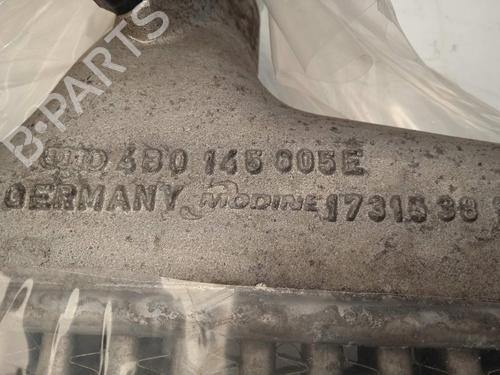 B-PARTS
4B0 145 805E
GERMANY MODINE 1731538